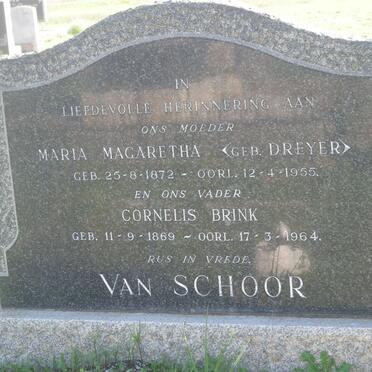 IN
LIEFDEVOLLE HERINNERING AAN
ONS MOEDER
MARIA MAGARETHA (GEB. DREYER)
GEB. 25-8-1872 - OORL. 12-4-1955.
EN ONS VADER
CORNELIS BRINK
GEB. 11-9-1869 - OORL. 17-3-1964.
RUS IN VREDE.
VAN SCHOOR